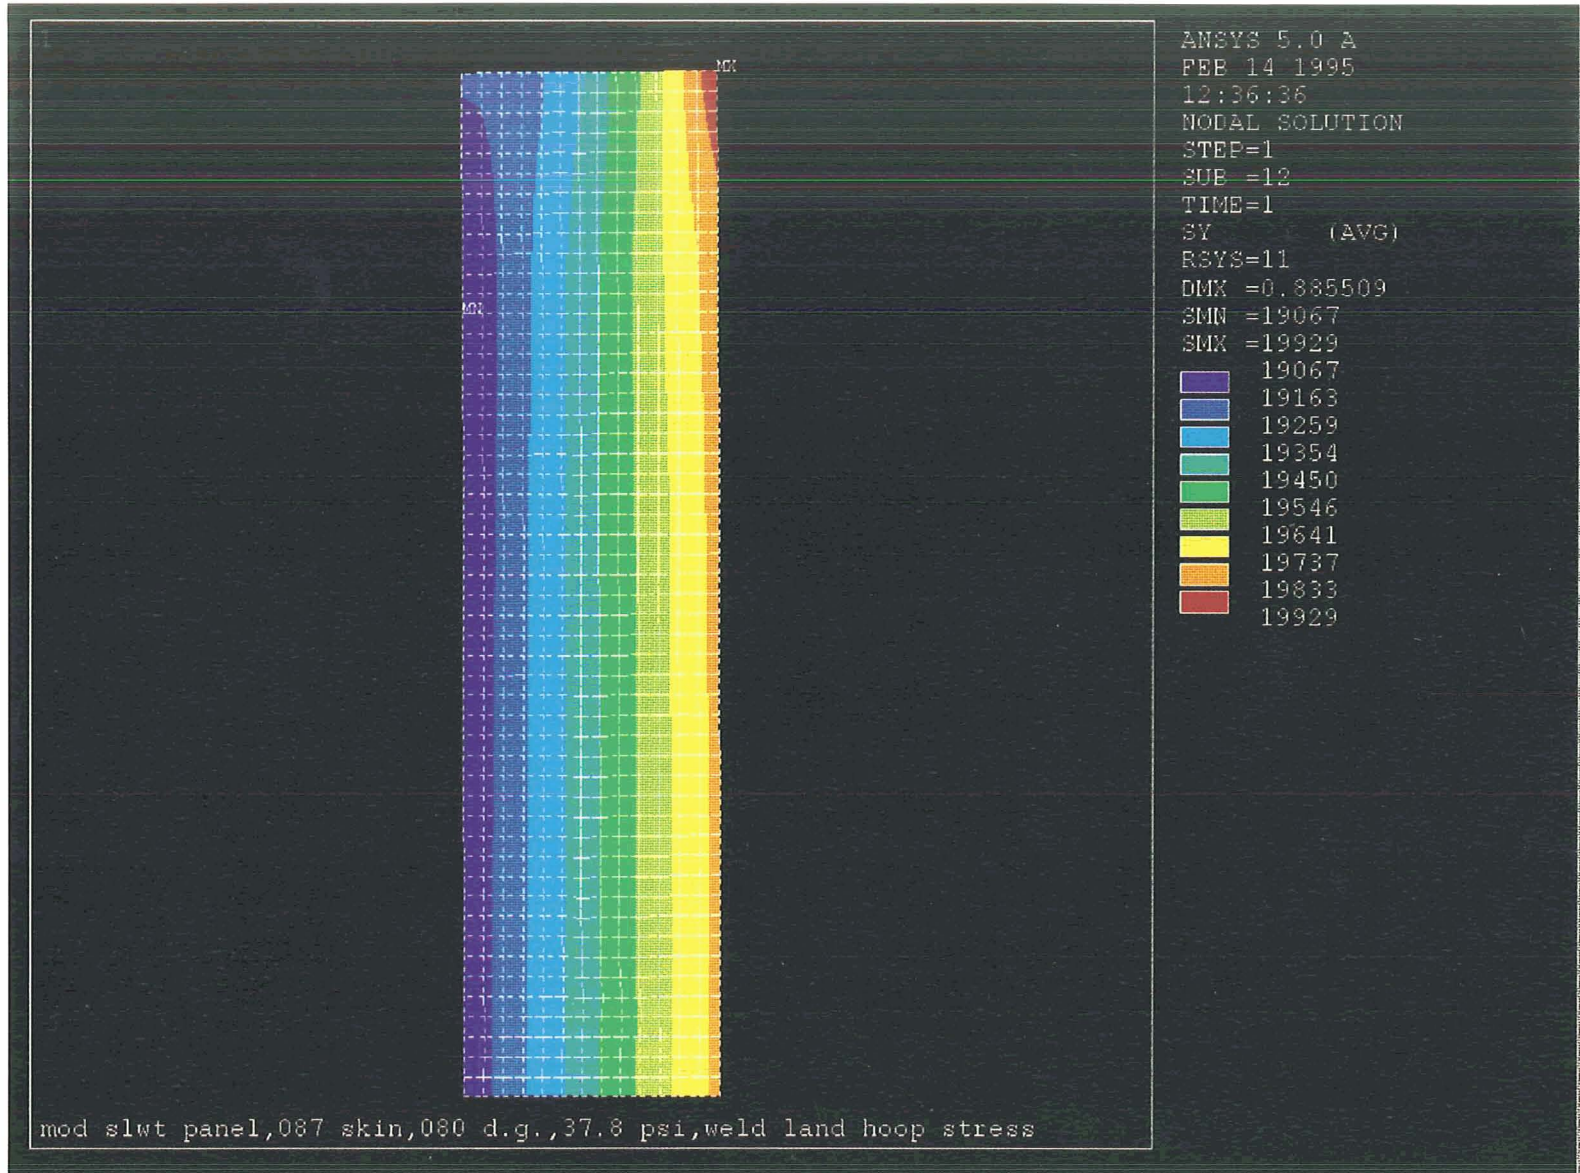 1
MX
MN
ANSYS 5.0 A
FEB 14 1995
12:36:36
NODAL SOLUTION
STEP=1
SUB =12
TIME=1
SY (AVG)
RSYS=11
DMX =0.885509
SMN =19067
SMX =19929
19067
19163
19259
19354
19450
19546
19641
19737
19833
19929
mod slwt panel,087 skin,080 d.g.,37.8 psi,weld land hoop stress